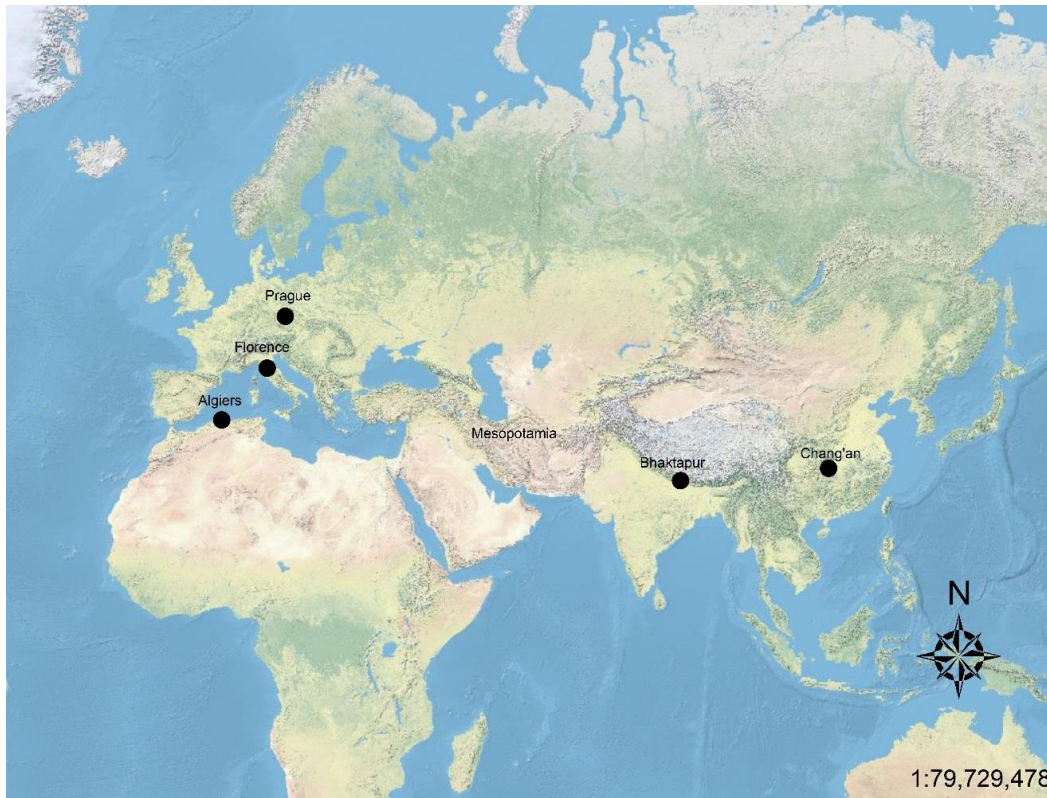 Prague
Florence
Algiers
Mesopotamia
Bhaktapur
Chang'an
N
1:79,729,478